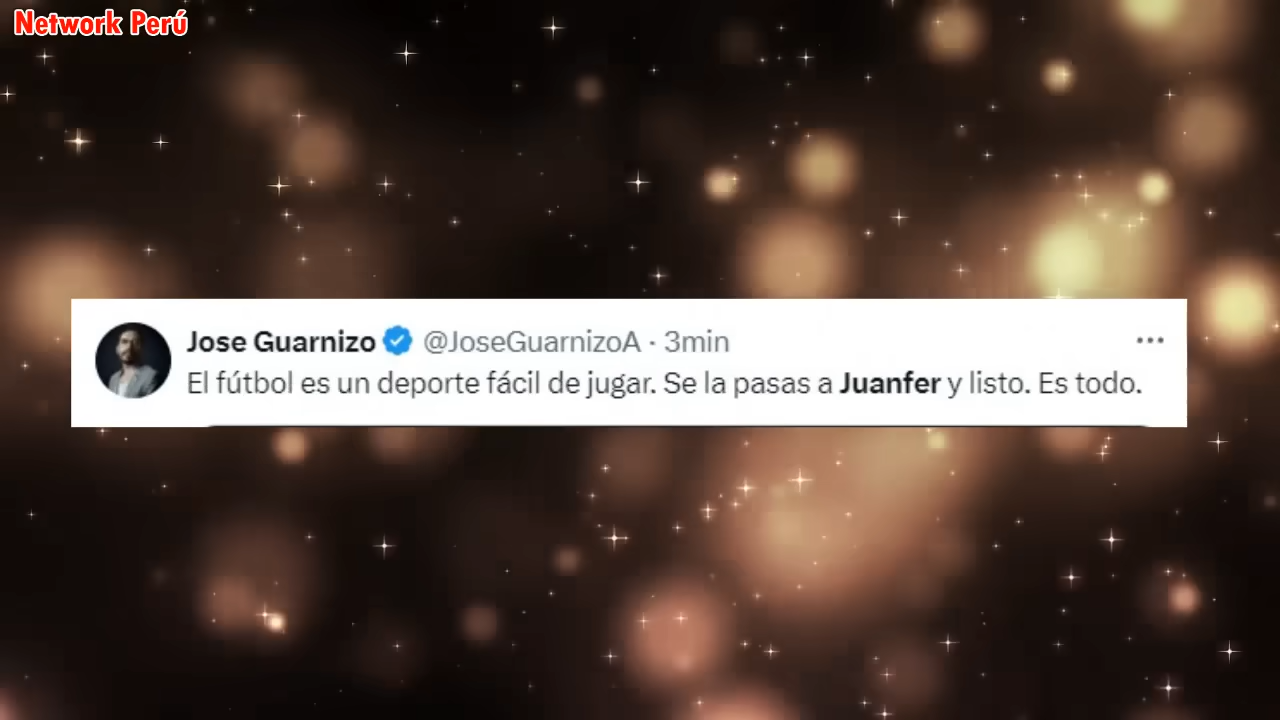 Network Perú
Jose Guarnizo @JoseGuarnizoA · 3min
El fútbol es un deporte fácil de jugar. Se la pasas a Juanfer y listo. Es todo.